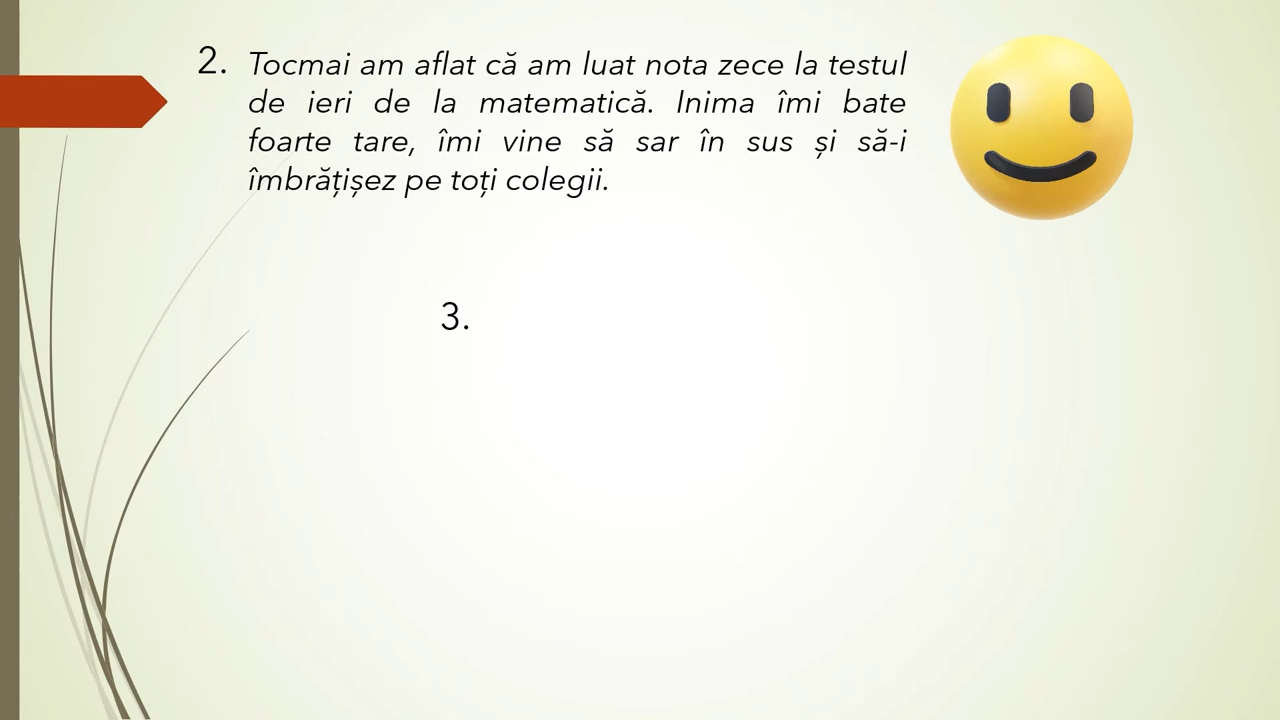 2. Tocmai am aflat că am luat nota zece la testul
de ieri de la matematică. Inima îmi bate
foarte tare, îmi vine să sar în sus și să-i
îmbrățișez pe toți colegii.
3.